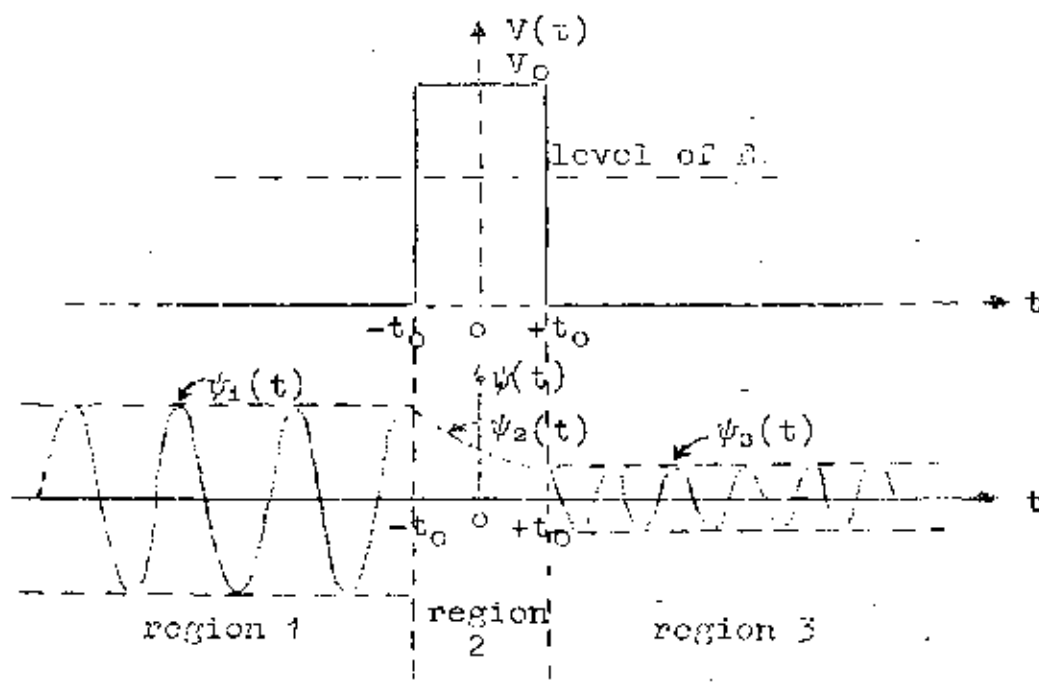 V(t)
V₀
level of E.
t
-t₀ 0 +t₀
ψ(t)
ψ₁(t)
ψ₂(t)
ψ₃(t)
t
-t₀ 0 +t₀
region 1
region 2
region 3